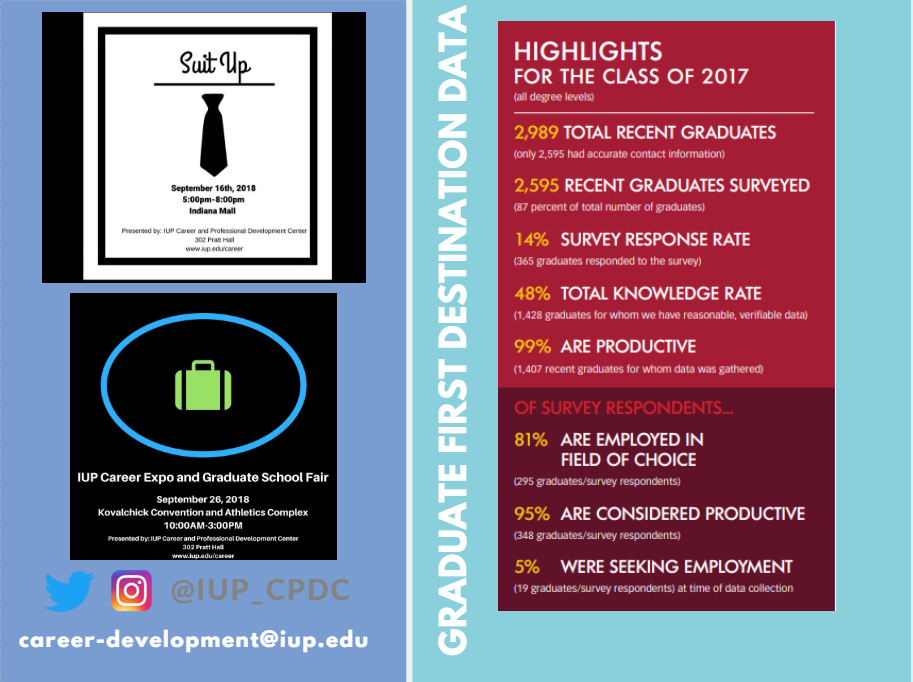 Suit Up
September 16th, 2018
5:00pm-8:00pm
Indiana Mall
Presented by: IUP Career and Professional Development Center
302 Pratt Hall
www.iup.edu/career
IUP Career Expo and Graduate School Fair
September 26, 2018
Kovalchick Convention and Athletics Complex
10:00AM-3:00PM
Presented by: IUP Career and Professional Development Center
302 Pratt Hall
www.iup.edu/career
@IUP_CPDC
career-development@iup.edu
GRADUATE FIRST DESTINATION DATA
HIGHLIGHTS
FOR THE CLASS OF 2017
(all degree levels)
2,989 TOTAL RECENT GRADUATES
(only 2,595 had accurate contact information)
2,595 RECENT GRADUATES SURVEYED
(87 percent of total number of graduates)
14% SURVEY RESPONSE RATE
(365 graduates responded to the survey)
48% TOTAL KNOWLEDGE RATE
(1,428 graduates for whom we have reasonable, verifiable data)
99% ARE PRODUCTIVE
(1,407 recent graduates for whom data was gathered)
OF SURVEY RESPONDENTS...
81% ARE EMPLOYED IN
FIELD OF CHOICE
(295 graduates/survey respondents)
95% ARE CONSIDERED PRODUCTIVE
(348 graduates/survey respondents)
5% WERE SEEKING EMPLOYMENT
(19 graduates/survey respondents) at time of data collection